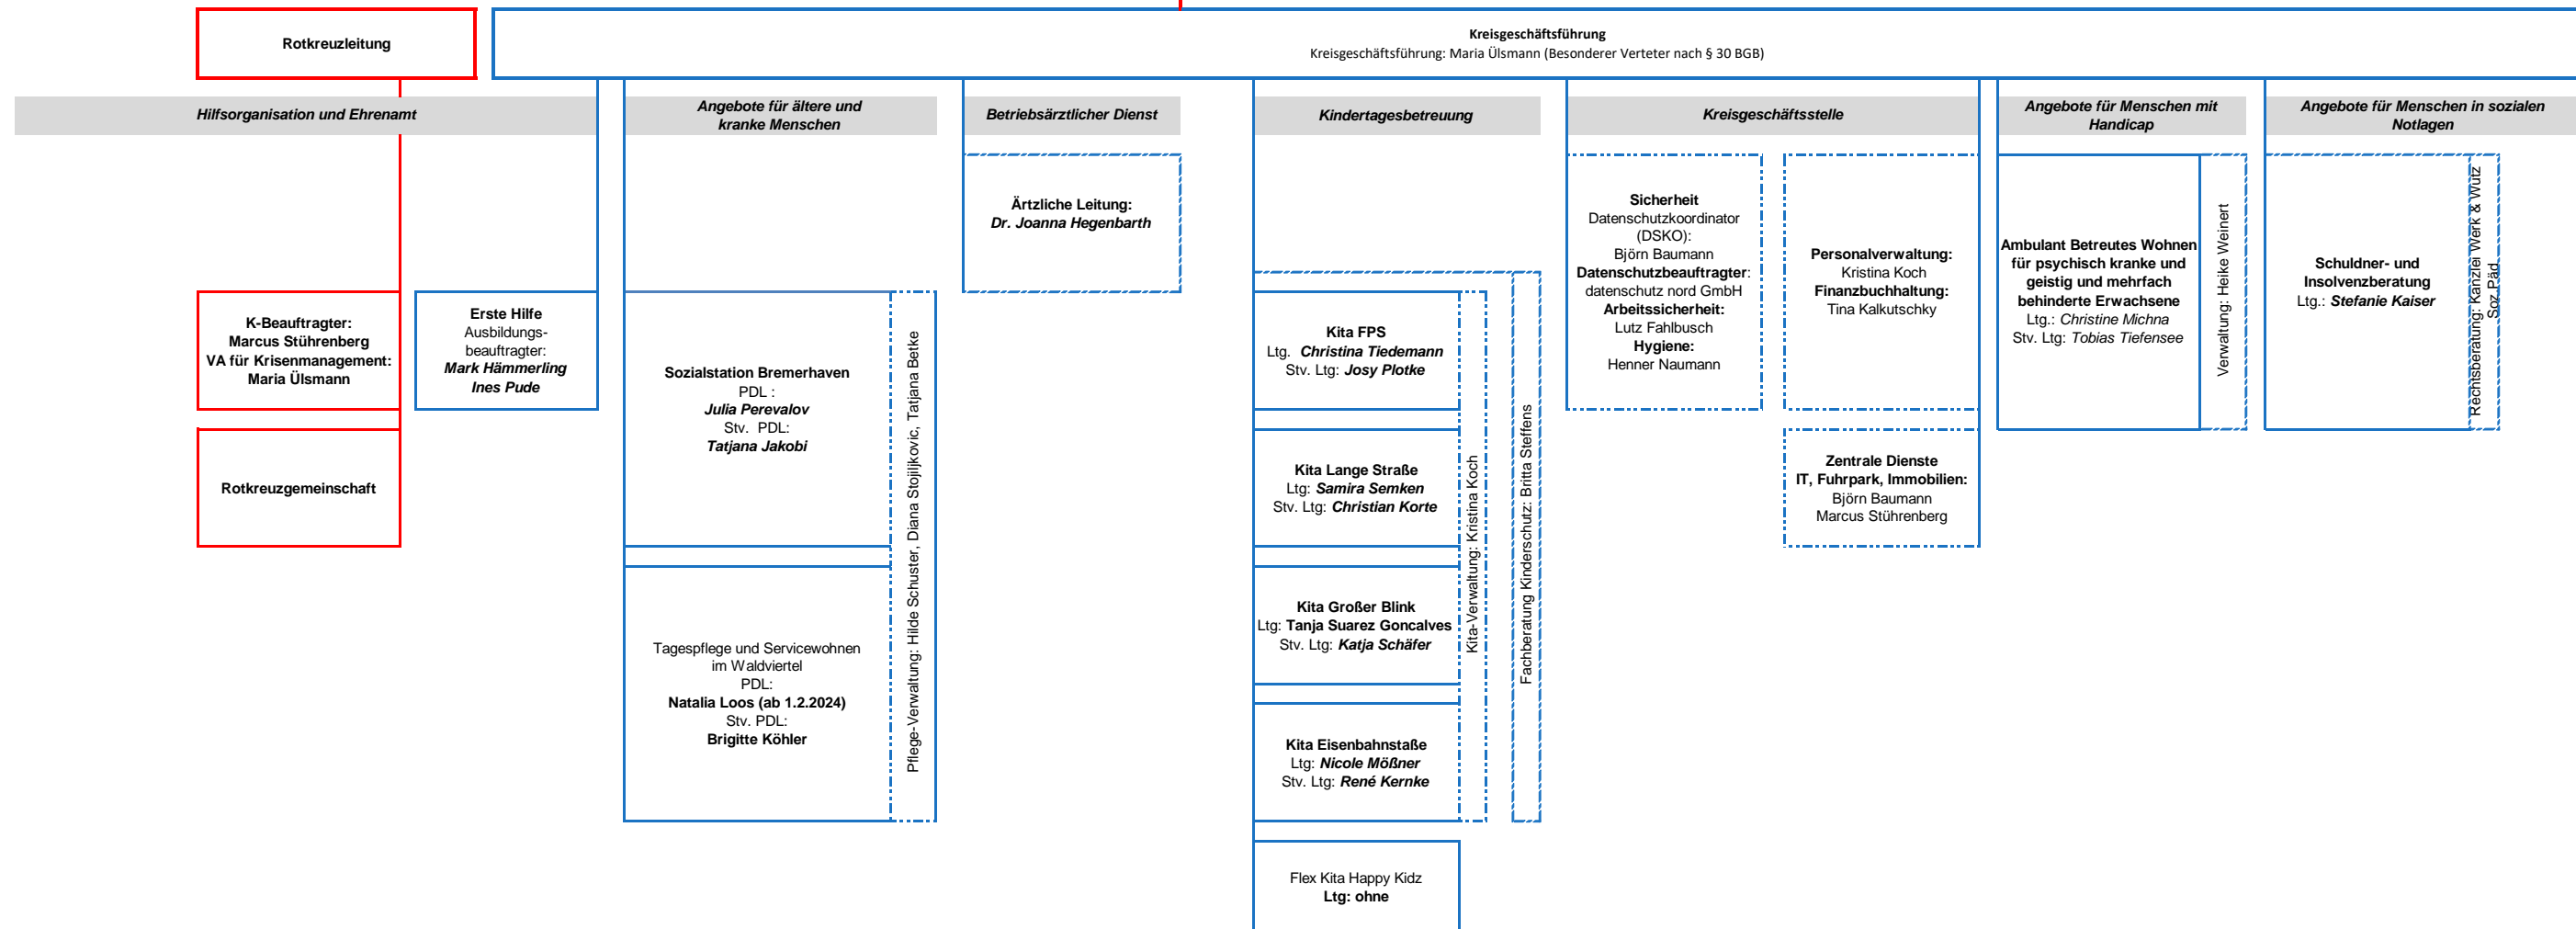 Rotkreuzleitung
Kreisgeschäftsführung
Kreisgeschäftsführung: Maria Ülsmann (Besonderer Verteter nach § 30 BGB)
Hilfsorganisation und Ehrenamt
Angebote für ältere und
kranke Menschen
Betriebsärztlicher Dienst
Kindertagesbetreuung
Kreisgeschäftsstelle
Angebote für Menschen mit
Handicap
Angebote für Menschen in sozialen
Notlagen
K-Beauftragter:
Marcus Stührenberg
VA für Krisenmanagement:
Maria Ülsmann
Rotkreuzgemeinschaft
Erste Hilfe
Ausbildungs-
beauftragter:
Mark Hämmerling
Ines Pude
Sozialstation Bremerhaven
PDL :
Julia Perevalov
Stv. PDL:
Tatjana Jakobi
Tagespflege und Servicewohnen
im Waldviertel
PDL:
Natalia Loos (ab 1.2.2024)
Stv. PDL:
Brigitte Köhler
Pflege-Verwaltung: Hilde Schuster, Diana Stojiljkovic, Tatjana Betke
Ärtzliche Leitung:
Dr. Joanna Hegenbarth
Kita FPS
Ltg. Christina Tiedemann
Stv. Ltg: Josy Plotke
Kita Lange Straße
Ltg: Samira Semken
Stv. Ltg: Christian Korte
Kita Großer Blink
Ltg: Tanja Suarez Goncalves
Stv. Ltg: Katja Schäfer
Kita Eisenbahnstaße
Ltg: Nicole Mößner
Stv. Ltg: René Kernke
Flex Kita Happy Kidz
Ltg: ohne
Kita-Verwaltung: Kristina Koch
Fachberatung Kinderschutz: Britta Steffens
Sicherheit
Datenschutzkoordinator
(DSKO):
Björn Baumann
Datenschutzbeauftragter:
datenschutz nord GmbH
Arbeitssicherheit:
Lutz Fahlbusch
Hygiene:
Henner Naumann
Personalverwaltung:
Kristina Koch
Finanzbuchhaltung:
Tina Kalkutschky
Zentrale Dienste
IT, Fuhrpark, Immobilien:
Björn Baumann
Marcus Stührenberg
Ambulant Betreutes Wohnen
für psychisch kranke und
geistig und mehrfach
behinderte Erwachsene
Ltg.: Christine Michna
Stv. Ltg: Tobias Tiefensee
Verwaltung: Heike Weinert
Schuldner- und
Insolvenzberatung
Ltg.: Stefanie Kaiser
Rechtsberatung: Kanzlei Werk & Wutz
Soz.Päd